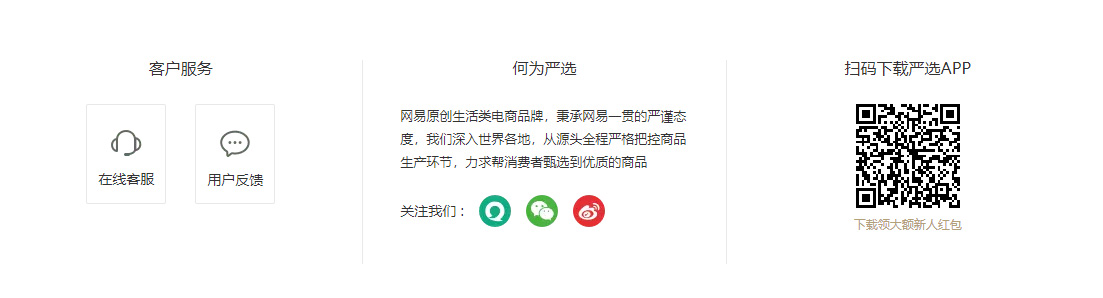 客户服务
在线客服
用户反馈
何为严选
网易原创生活类电商品牌，秉承网易一贯的严谨态
度，我们深入世界各地，从源头全程严格把控商品
生产环节，力求帮消费者甄选到优质的商品
关注我们：
扫码下载严选APP
下载领大额新人红包